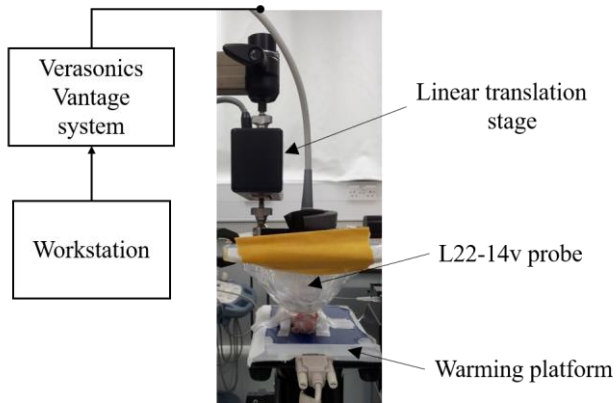 Verasonics
Vantage
system
Linear translation
stage
Workstation
L22-14v probe
Warming platform